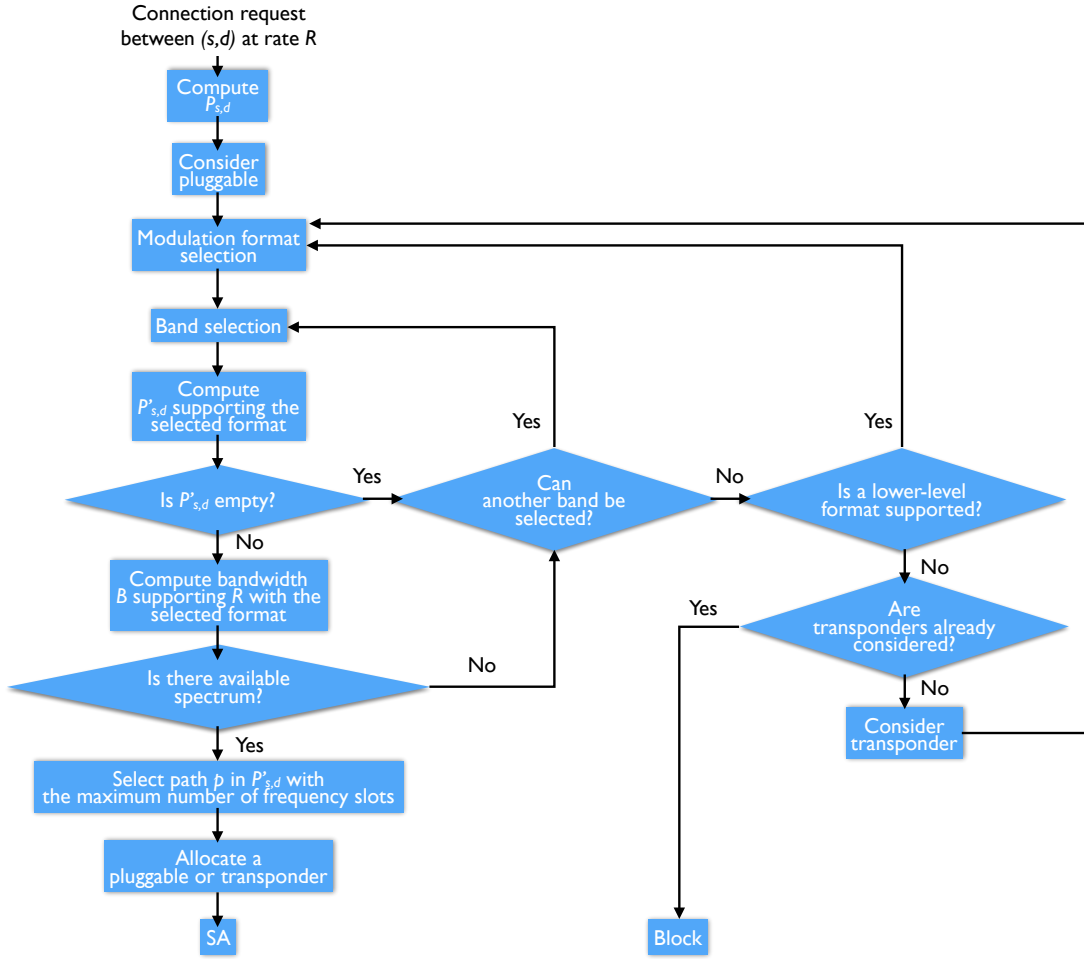 Connection request
between (s,d) at rate R
Compute
Ps,d
Consider
pluggable
Modulation format
selection
Band selection
Compute
P's,d supporting the
selected format
Yes
Yes
Is P's,d empty?
Yes
Can
another band be
selected?
No
Is a lower-level
format supported?
No
No
Compute bandwidth
B supporting R with the
selected format
Yes
Are
transponders already
considered?
Is there available
spectrum?
No
No
Yes
Consider
transponder
Select path p in P's,d with
the maximum number of frequency slots
Allocate a
pluggable or transponder
SA
Block